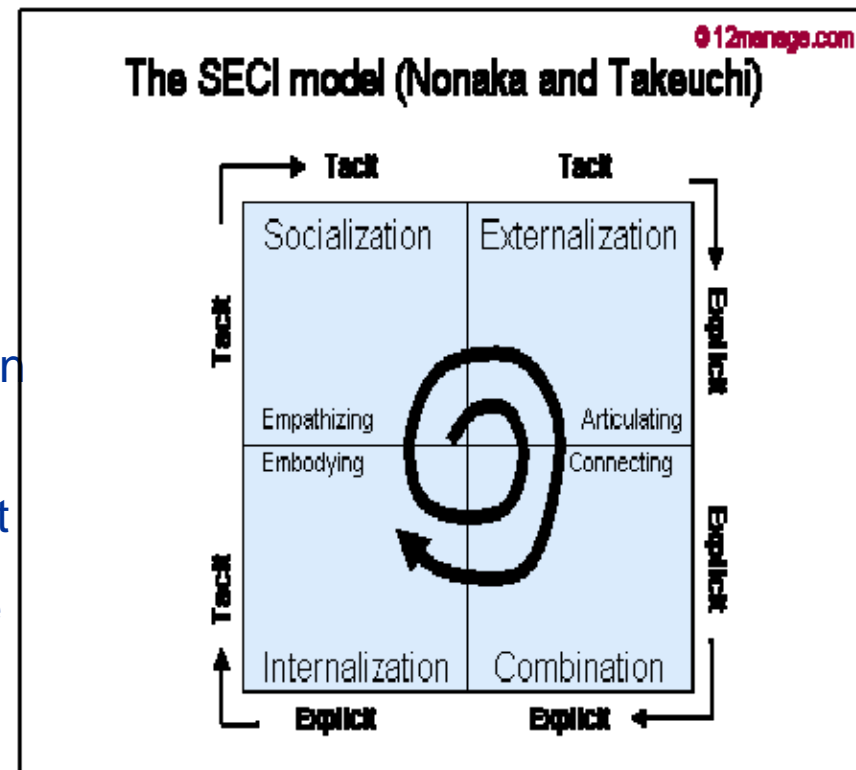 ©12manage.com
The SECI model (Nonaka and Takeuchi)
Tacit Tacit
Socialization Externalization
Tacit Explicit
n
Empathizing Articulating
Embodying Connecting
t
Tacit Explicit
Internalization Combination
Explicit Explicit